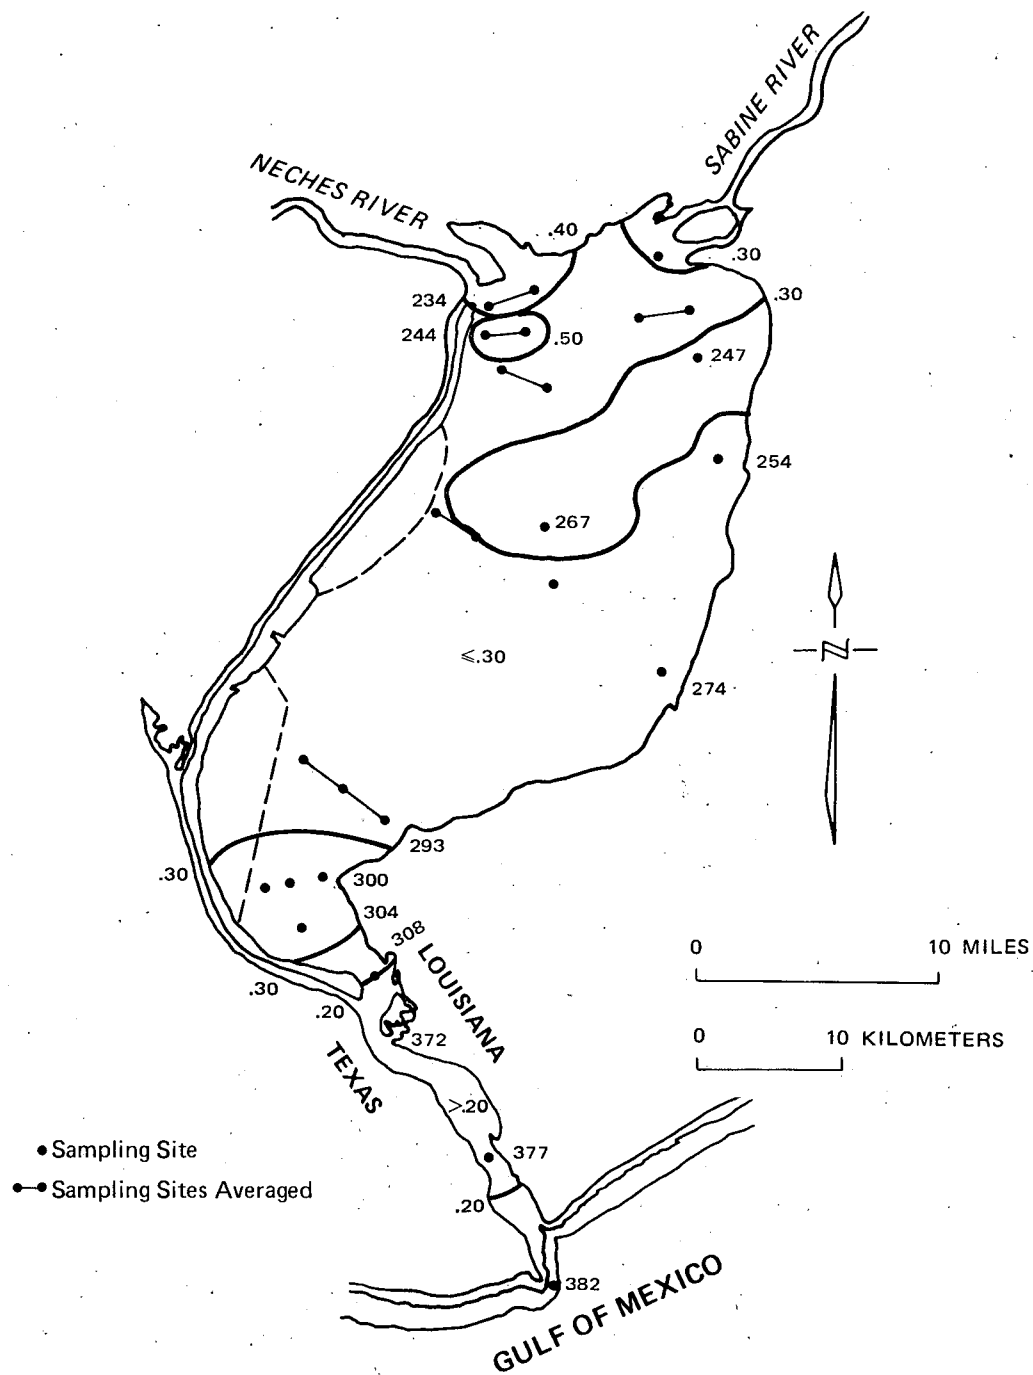 SABINE RIVER
NECHES RIVER
.40
.30
.30
234
244
.50
247
254
267
≤.30
274
N
293
.30
300
304
308
LOUISIANA
0 10 MILES
.30
.20
372
0 10 KILOMETERS
TEXAS
>.20
Sampling Site
377
Sampling Sites Averaged
.20
382
GULF OF MEXICO